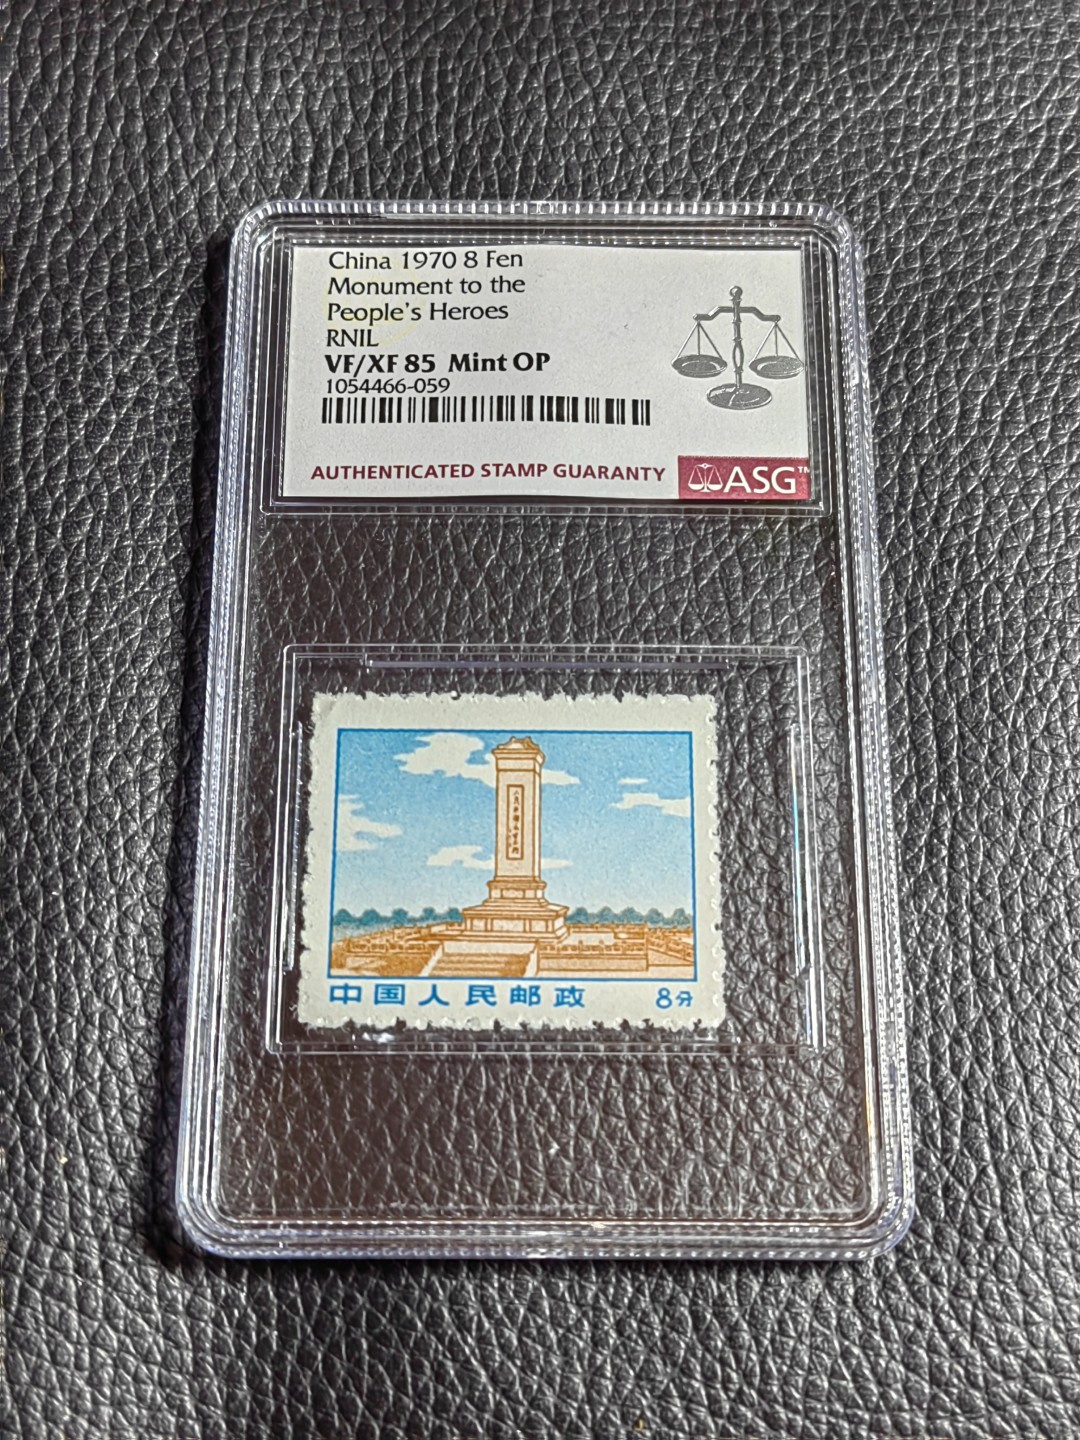 China 1970 8 Fen
Monument to the
People's Heroes
RNIL
VF/XF 85 Mint OP
1054466-059
AUTHENTICATED STAMP GUARANTY
ASG™
中国人民邮政 8分